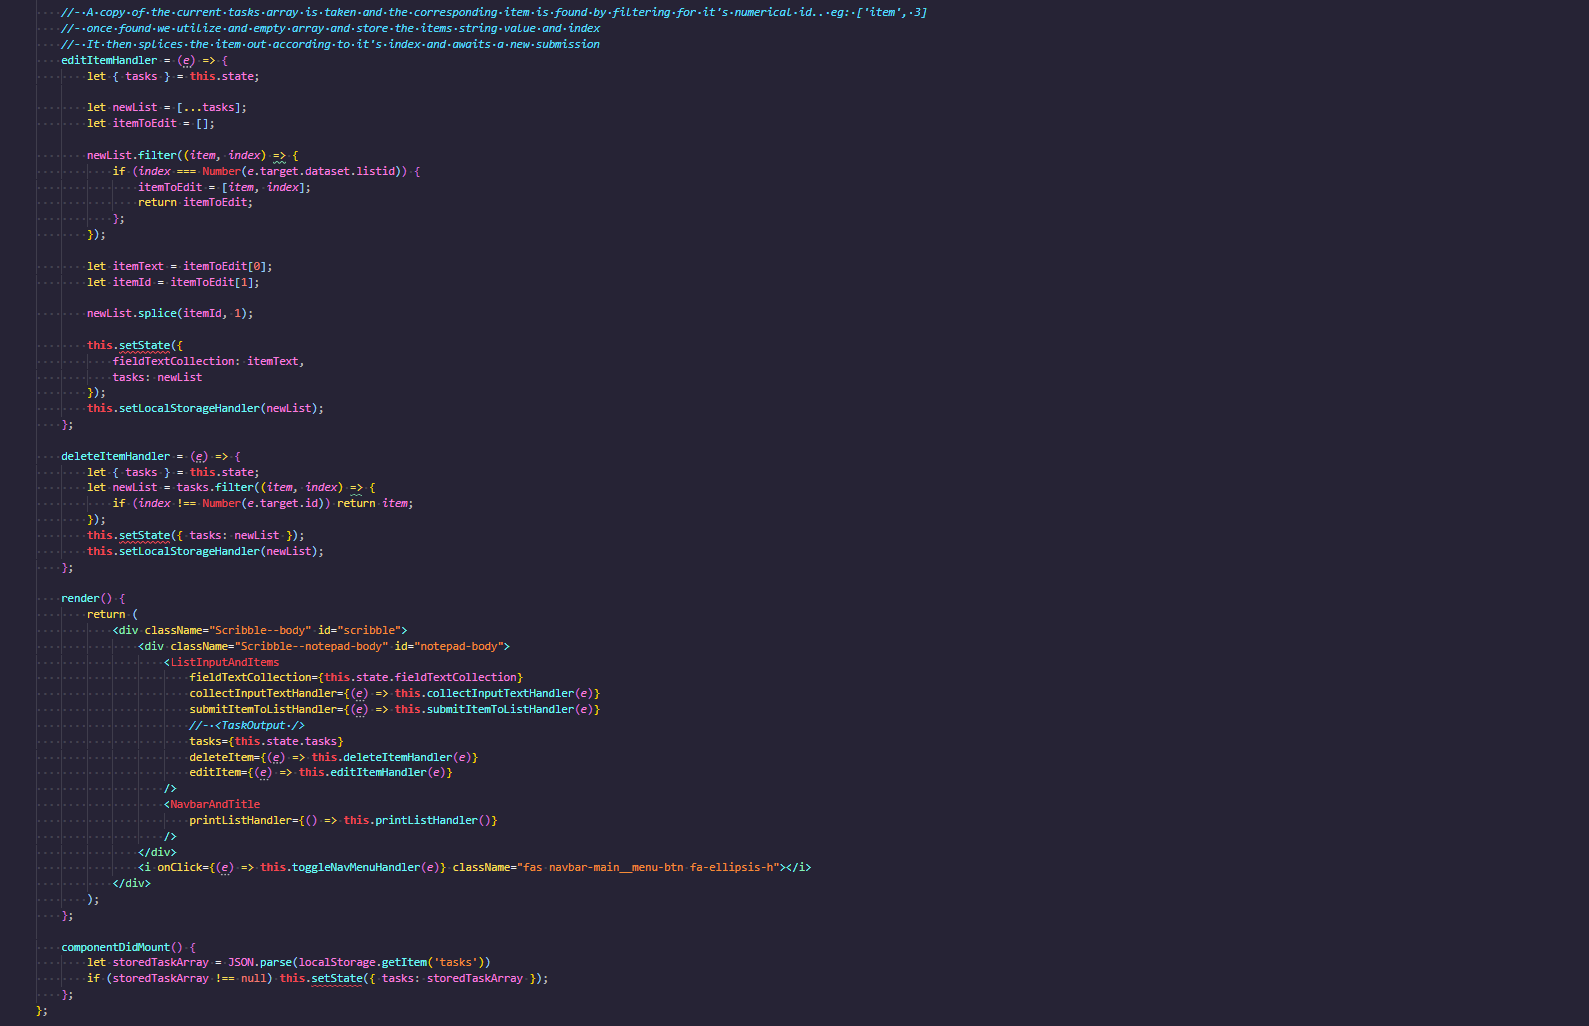 //- A copy of the current tasks array is taken and the corresponding item is found by filtering for it's numerical id.. eg: ['item', 3]
//- once found we utilize and empty array and store the items string value and index
//- It then splices the item out according to it's index and awaits a new submission
editItemHandler = (e) => {
let { tasks } = this.state;
let newList = [...tasks];
let itemToEdit = [];
newList.filter((item, index) => {
if (index === Number(e.target.dataset.listid)) {
itemToEdit = [item, index];
return itemToEdit;
};
});
let itemText = itemToEdit[0];
let itemId = itemToEdit[1];
newList.splice(itemId, 1);
this.setState({
fieldTextCollection: itemText,
tasks: newList
});
this.setLocalStorageHandler(newList);
};
deleteItemHandler = (e) => {
let { tasks } = this.state;
let newList = tasks.filter((item, index) => {
if (index !== Number(e.target.id)) return item;
});
this.setState({ tasks: newList });
this.setLocalStorageHandler(newList);
};
render() {
return (
<div className="Scribble--body" id="scribble">
<div className="Scribble--notepad-body" id="notepad-body">
<ListInputAndItems
fieldTextCollection={this.state.fieldTextCollection}
collectInputTextHandler={(e) => this.collectInputTextHandler(e)}
submitItemToListHandler={(e) => this.submitItemToListHandler(e)}
//- <TaskOutput />
tasks={this.state.tasks}
deleteItem={(e) => this.deleteItemHandler(e)}
editItem={(e) => this.editItemHandler(e)}
/>
<NavbarAndTitle
printListHandler={() => this.printListHandler()}
/>
</div>
<i onClick={(e) => this.toggleNavMenuHandler(e)} className="fas navbar-main__menu-btn fa-ellipsis-h"></i>
</div>
);
};
componentDidMount() {
let storedTaskArray = JSON.parse(localStorage.getItem('tasks'))
if (storedTaskArray !== null) this.setState({ tasks: storedTaskArray });
};
};